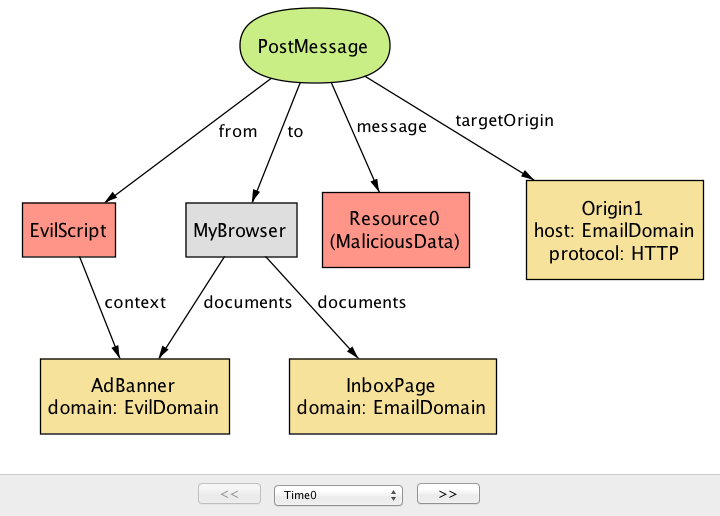 PostMessage
from
to
message
targetOrigin
EvilScript
MyBrowser
Resource0
(MaliciousData)
Origin1
host: EmailDomain
protocol: HTTP
context
documents
documents
AdBanner
domain: EvilDomain
InboxPage
domain: EmailDomain
<<
Time0
>>